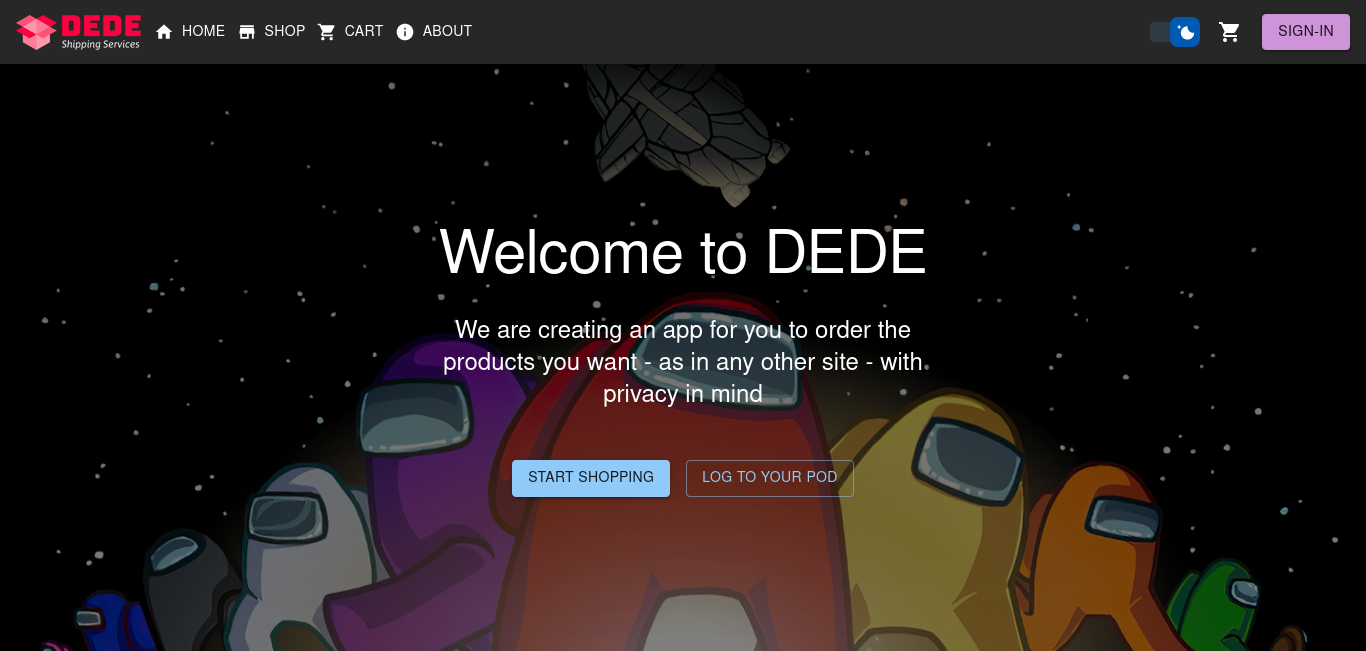 DEDE
Shipping Services
HOME
SHOP
CART
ABOUT
SIGN-IN
Welcome to DEDE
We are creating an app for you to order the
products you want - as in any other site - with
privacy in mind
START SHOPPING
LOG TO YOUR POD